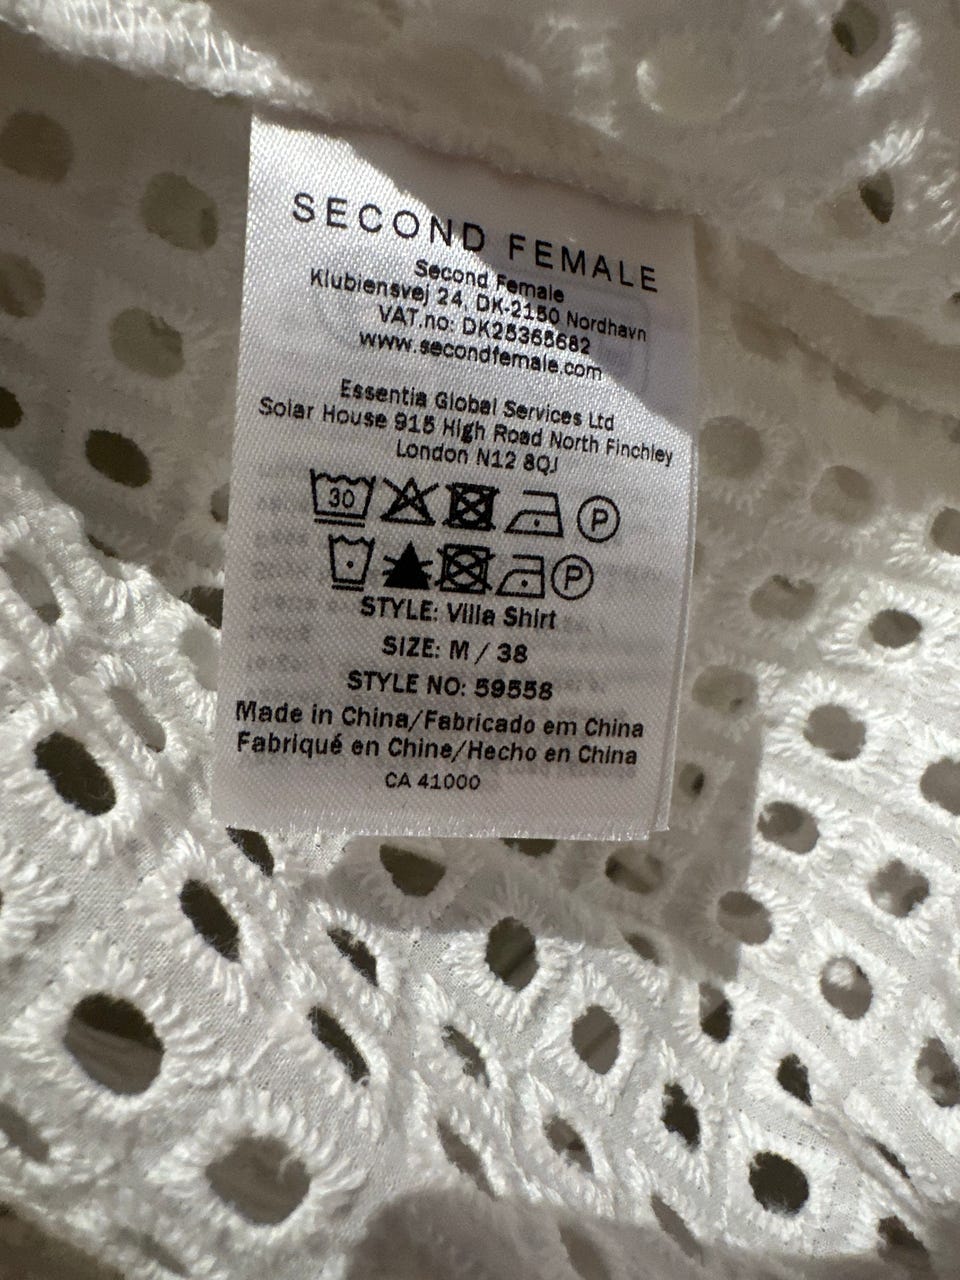 SECOND FEMALE
Second Female
Klubiensvej 24, DK-2150 Nordhavn
VAT.no: DK25365682
www.secondfemale.com
Essentia Global Services Ltd
Solar House 915 High Road North Finchley
London N12 8QJ
30 P
P
STYLE: Villa Shirt
SIZE: M / 38
STYLE NO: 59558
Made in China/Fabricado em China
Fabriqué en Chine/Hecho en China
CA 41000